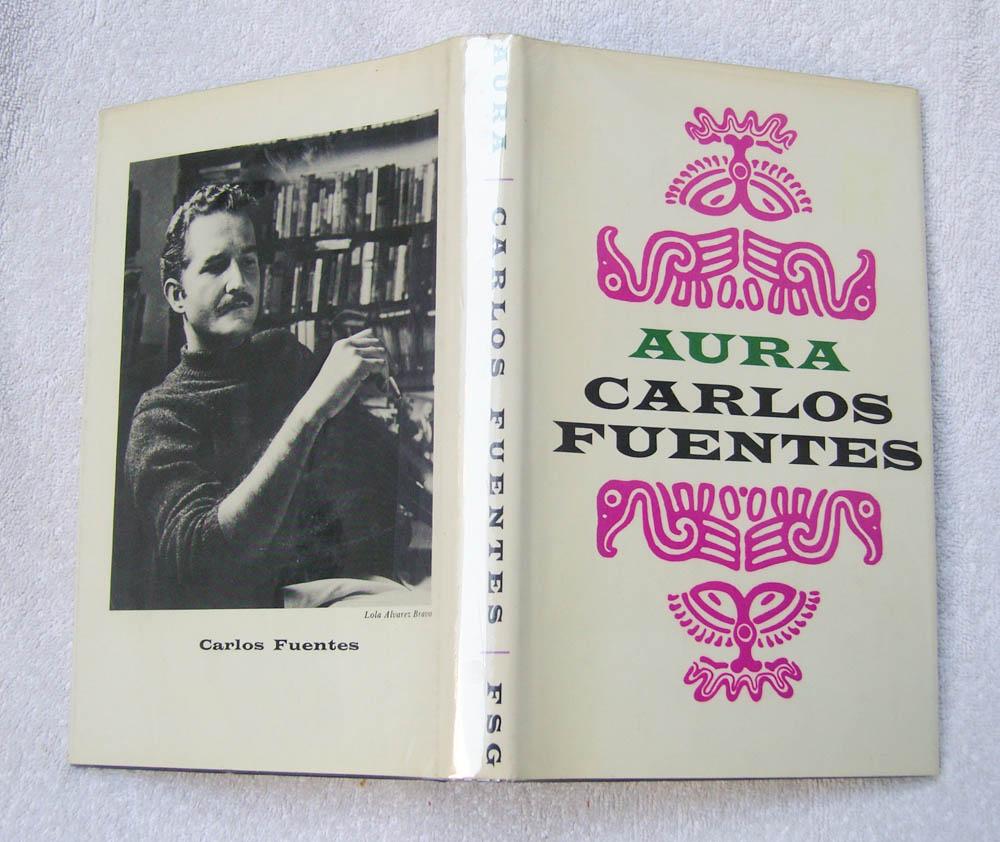 Lola Alvarez Bravo
Carlos Fuentes
AURA | CARLOS FUENTES | FSG
AURA
CARLOS
FUENTES